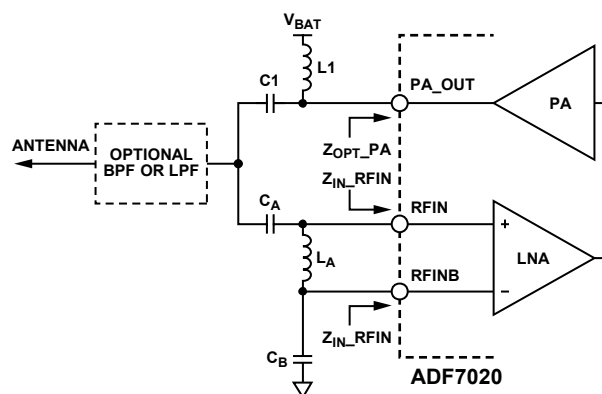 VBAT
L1
C1
PA_OUT
PA
ZOPT_PA
ANTENNA
OPTIONAL
BPF OR LPF
ZIN_RFIN
CA
RFIN
+
LA
LNA
RFINB
−
ZIN_RFIN
CB
ADF7020